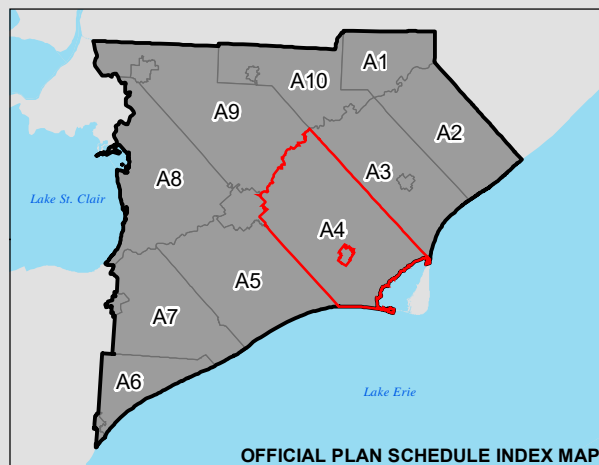 A1
A10
A2
A9
A3
A8
Lake St. Clair
A4
A5
A7
A6
Lake Erie
OFFICIAL PLAN SCHEDULE INDEX MAP